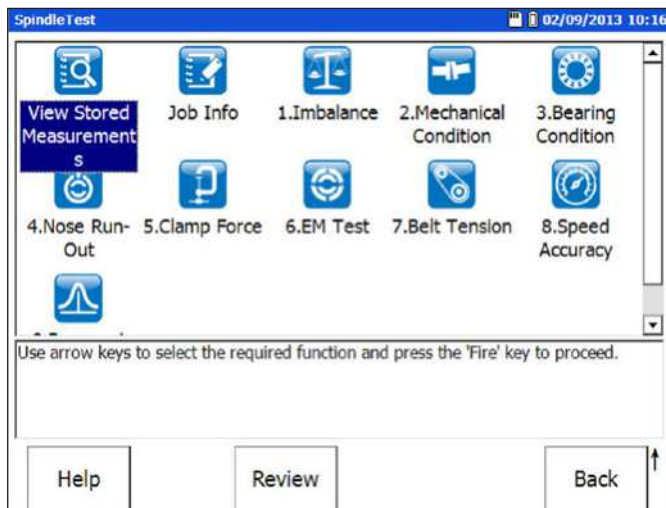 SpindleTest 02/09/2013 10:16
View Stored Job Info 1.Imbalance 2.Mechanical 3.Bearing
Measurement Condition Condition
s
4.Nose Run- 5.Clamp Force 6.EM Test 7.Belt Tension 8.Speed
Out Accuracy
Use arrow keys to select the required function and press the 'Fire' key to proceed.
Help Review Back